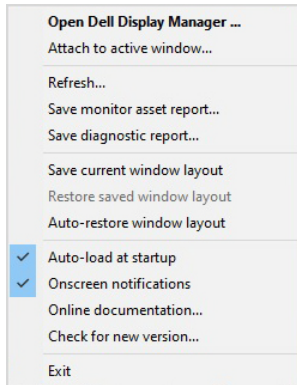 Open Dell Display Manager ...
Attach to active window...
Refresh...
Save monitor asset report...
Save diagnostic report...
Save current window layout
Restore saved window layout
Auto-restore window layout
Auto-load at startup
Onscreen notifications
Online documentation...
Check for new version...
Exit